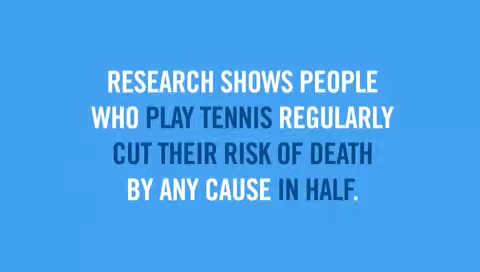 RESEARCH SHOWS PEOPLE
WHO PLAY TENNIS REGULARLY
CUT THEIR RISK OF DEATH
BY ANY CAUSE IN HALF.